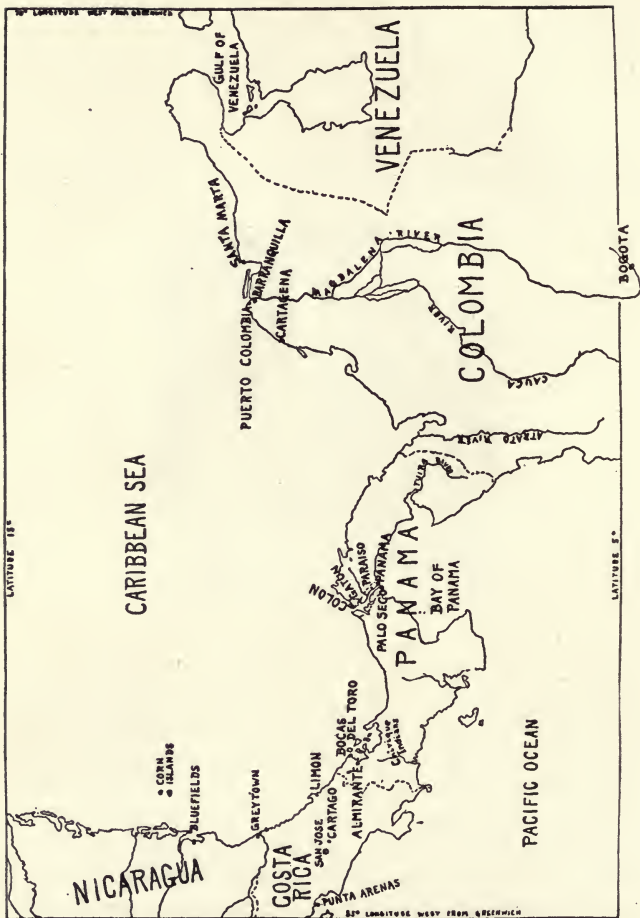 LATITUDE 15°
70° LONGITUDE WEST FROM GREENWICH
CARIBBEAN SEA
NICARAGUA
CORN
ISLANDS
BLUEFIELDS
GREYTOWN
COSTA
RICA
SAN JOSE
CARTAGO
LIMON
PUNTA ARENAS
BOCAS
DEL TORO
ALMIRANTE
Indians
COLON
GATUN
PARAISO
PALO SECO
PANAMA
PANAMA
BAY OF
PANAMA
PACIFIC OCEAN
SANTA MARTA
PUERTO COLOMBIA
BARRANQUILLA
CARTAGENA
MAGDALENA RIVER
CAUCA
RIVER
ATRATO RIVER
COLOMBIA
BOGOTA
GULF OF
VENEZUELA
VENEZUELA
LATITUDE 5°
85° LONGITUDE WEST FROM GREENWICH